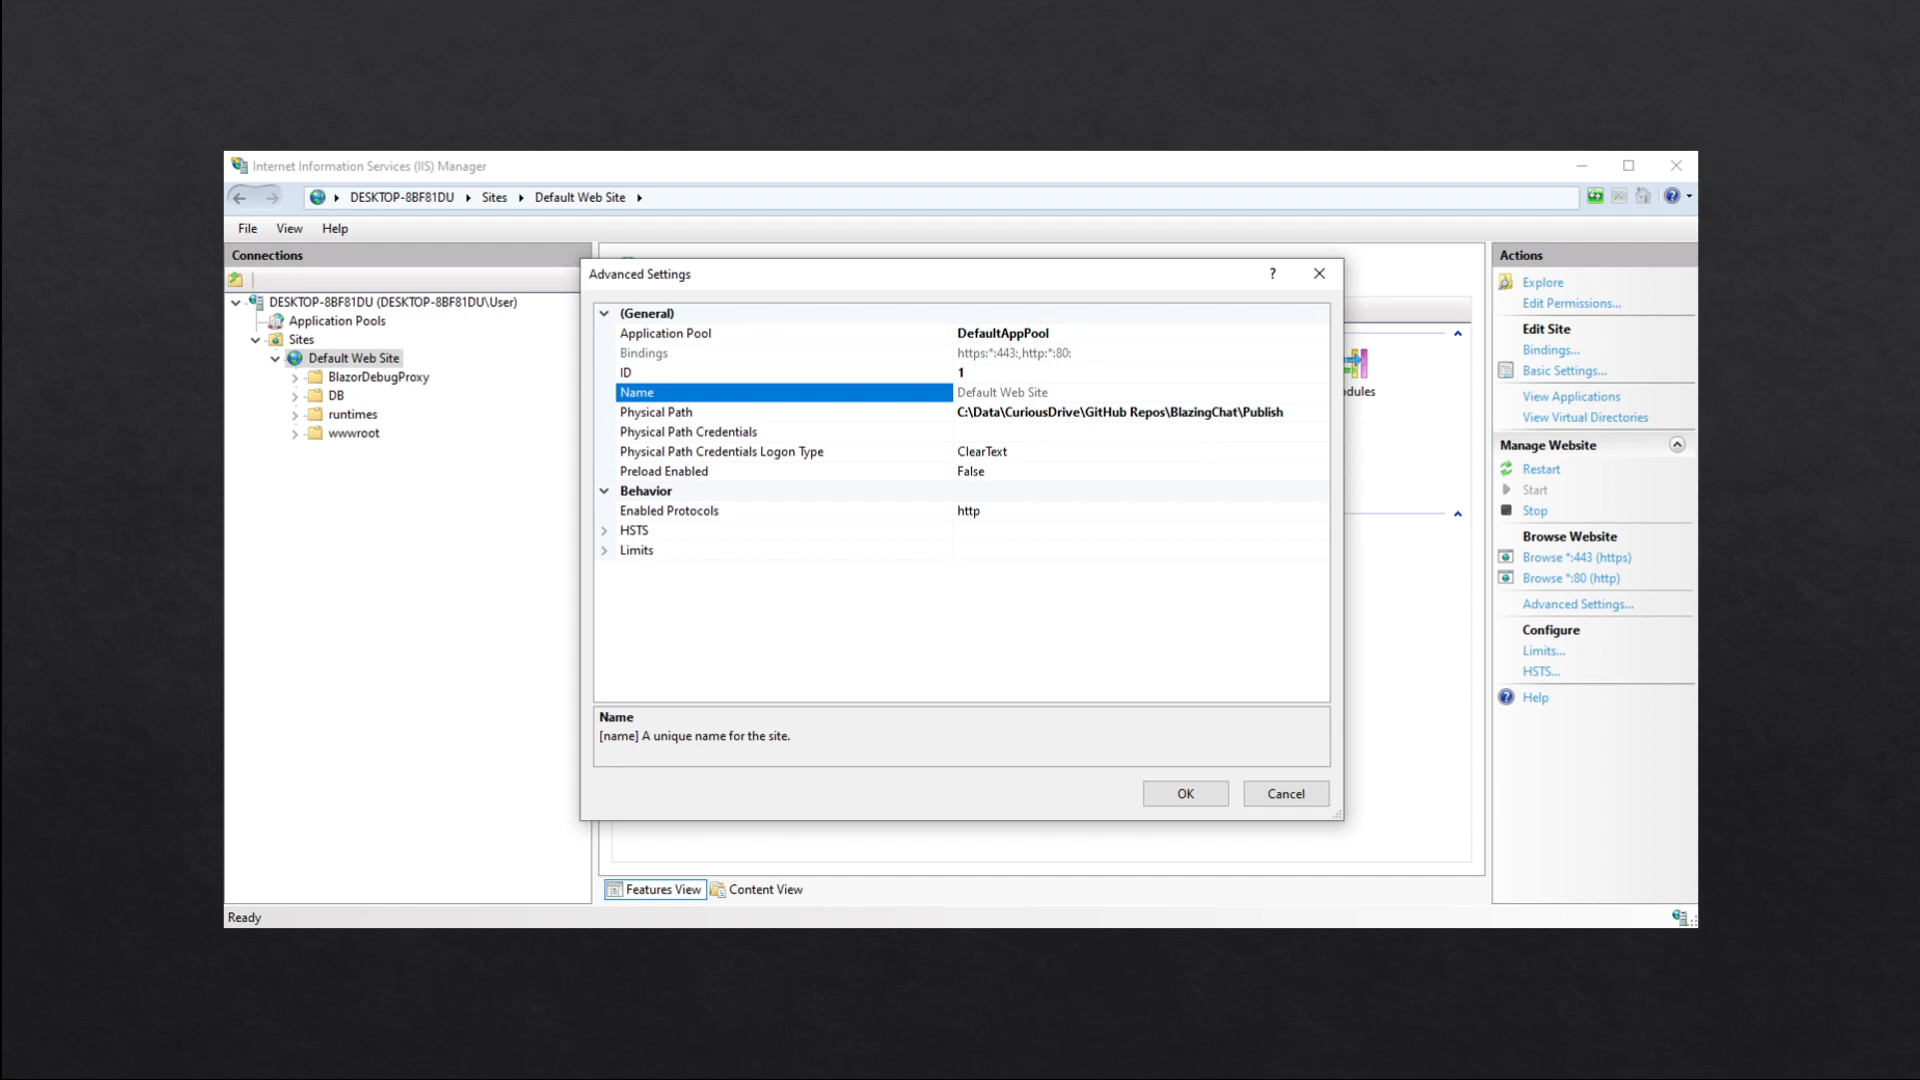 Internet Information Services (IIS) Manager
DESKTOP-8BF81DU Sites Default Web Site
File View Help
Connections
DESKTOP-8BF81DU (DESKTOP-8BF81DU\User)
Application Pools
Sites
Default Web Site
BlazorDebugProxy
DB
runtimes
wwwroot
Advanced Settings
?
(General)
Application Pool DefaultAppPool
Bindings https:*:443:,http:*:80:
ID 1
Name Default Web Site
Physical Path C:\Data\CuriousDrive\GitHub Repos\BlazingChat\Publish
Physical Path Credentials
Physical Path Credentials Logon Type ClearText
Preload Enabled False
Behavior
Enabled Protocols http
HSTS
Limits
Name
[name] A unique name for the site.
OK Cancel
dules
Features View Content View
Actions
Explore
Edit Permissions...
Edit Site
Bindings...
Basic Settings...
View Applications
View Virtual Directories
Manage Website
Restart
Start
Stop
Browse Website
Browse *:443 (https)
Browse *:80 (http)
Advanced Settings...
Configure
Limits...
HSTS...
Help
Ready